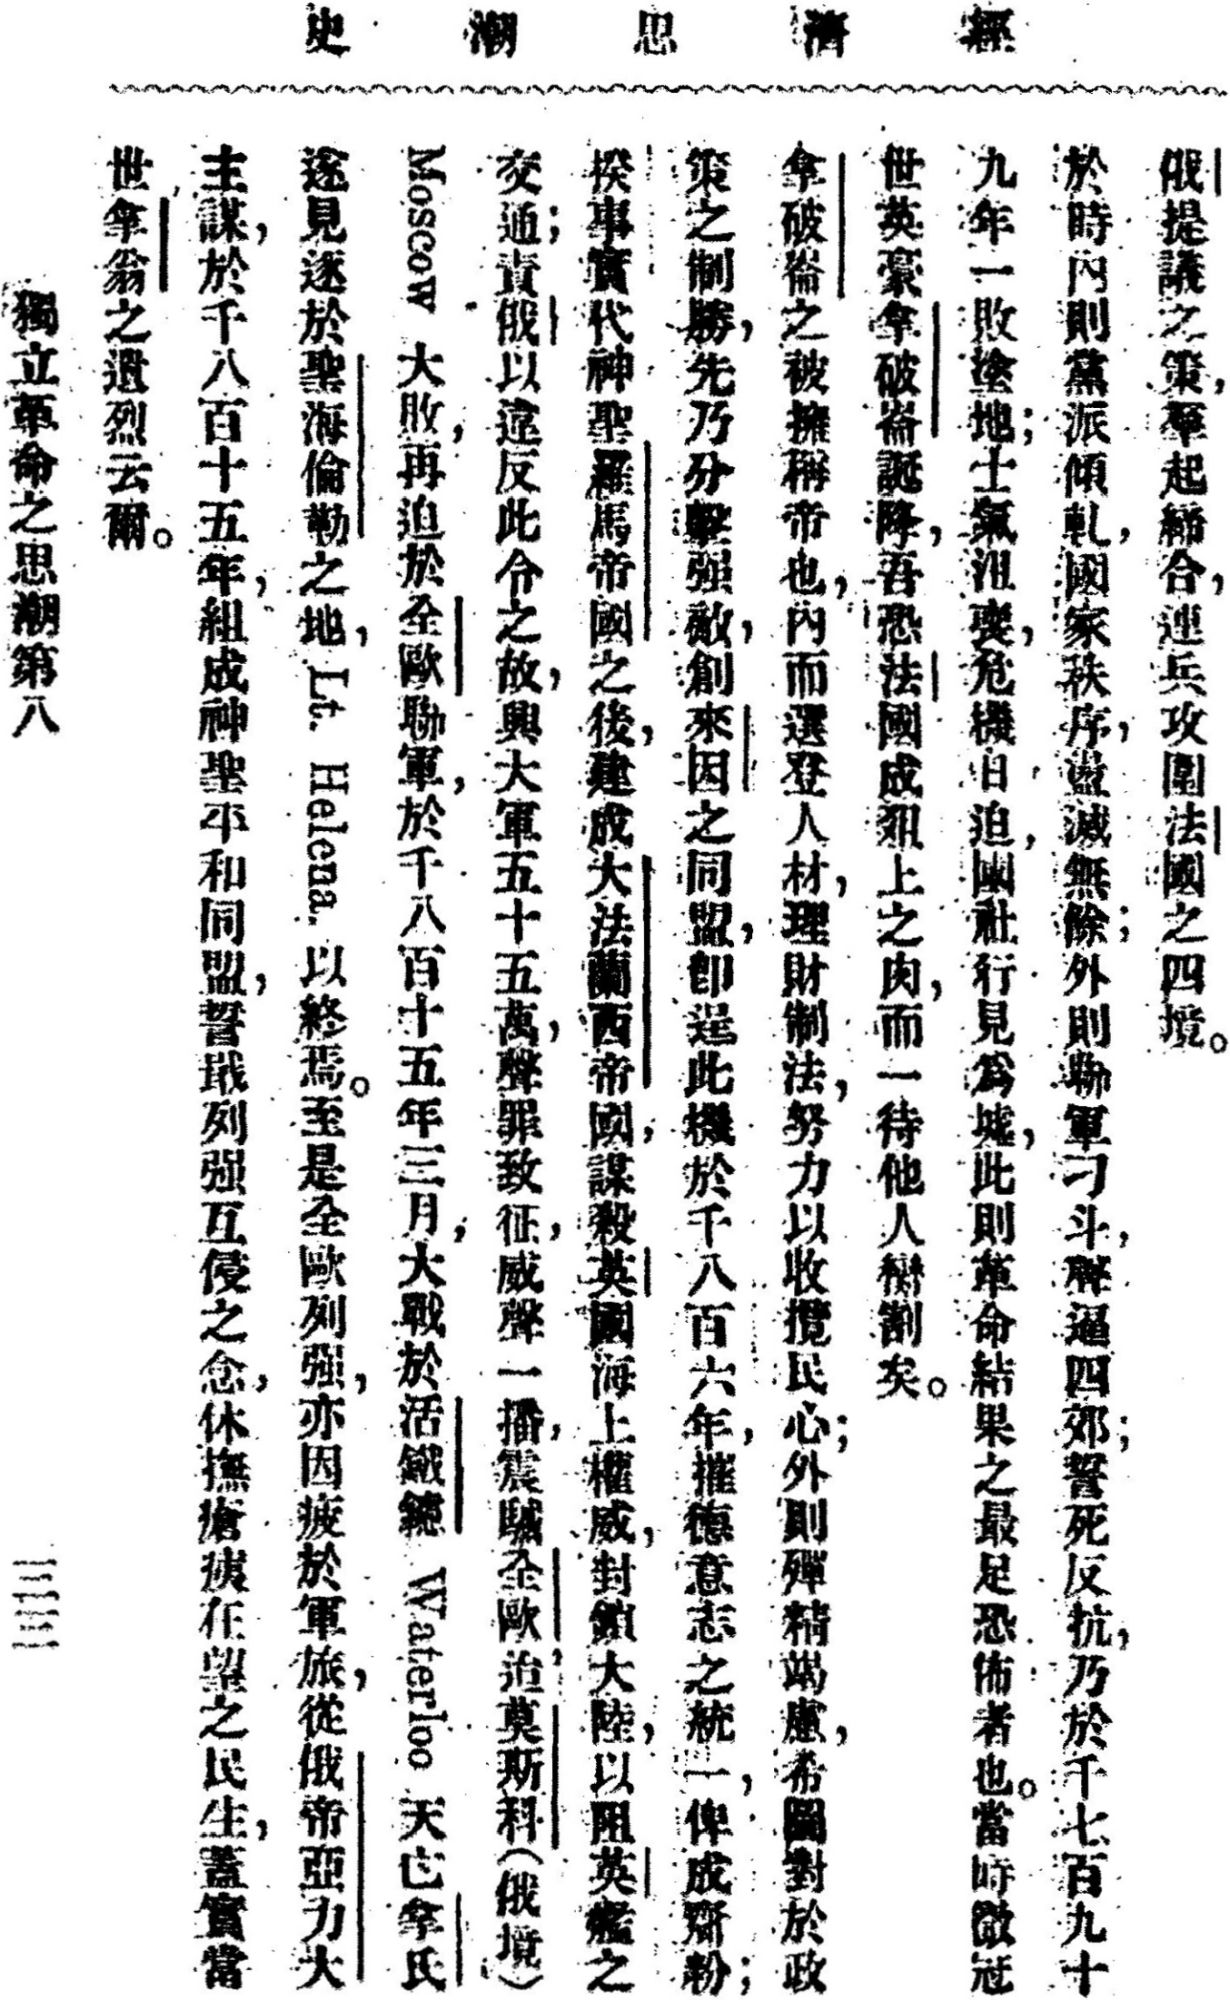 經濟思潮史
俄提議之策，羣起締合，連兵攻圍法國之四境。
於時內則黨派傾軋，國家秩序，盡滅無餘；外則聯軍刁斗，聲逼四郊；誓死反抗，乃於千七百九十
九年一敗塗地；士氣沮喪，危機日迫，國社行見爲墟，此則革命結果之最足恐怖者也。當時微冠
世英豪拿破崙誕降，吾恐法國成俎上之肉，而一待他人臠割矣。
拿破崙之被擁稱帝也，內而選登人材，理財制法，努力以收攬民心；外則殫精竭慮，希圖對於政
策之制勝，先乃分擊强敵，創來因之同盟，卽逞此機於千八百六年，摧德意志之統一，俾成齏粉；
揆事實代神聖羅馬帝國之後，建成大法蘭西帝國，謀殺英國海上權威，封鎖大陸，以阻英艦之
交通；責俄以違反此令之故，興大軍五十五萬，聲罪致征，威聲一播，震駴全歐，迨莫斯科（俄境）
Moscow 大敗，再迫於全歐聯軍，於千八百十五年三月，大戰於活鐵鑪 Waterloo 天亡拿氏
遂見逐於聖海倫勒之地，Lt. Helena. 以終焉。至是全歐列强，亦因疲於軍旅，從俄帝亞力大
主謀，於千八百十五年，組成神聖平和同盟，誓戢列强互侵之念，休撫瘡痍在望之民生，蓋實當
世拿翁之遺烈云爾。
獨立革命之思潮第八
三三